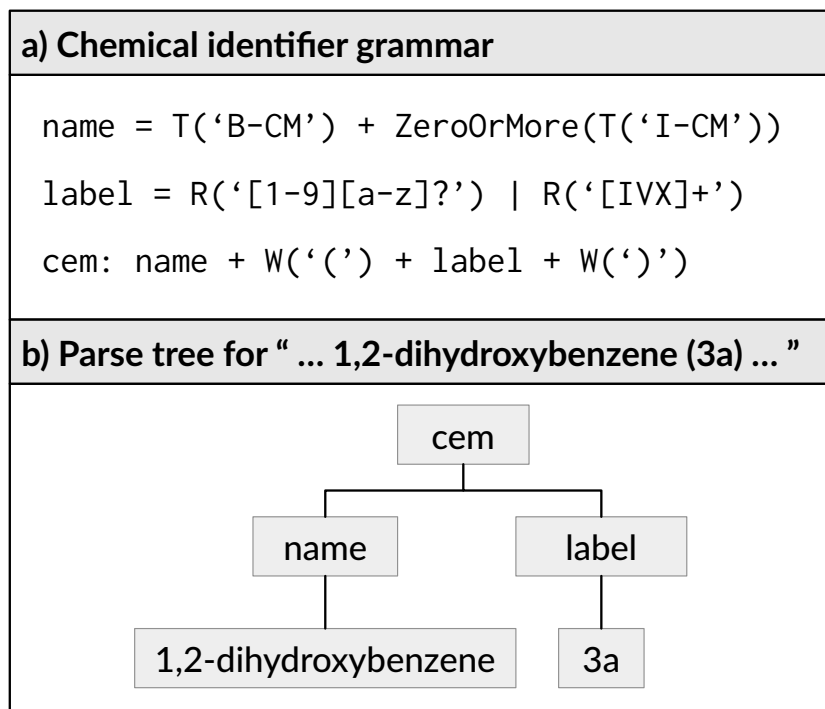 a) Chemical identifier grammar
name = T(‘B-CM’) + ZeroOrMore(T(‘I-CM’))
label = R(‘[1-9][a-z]?’) | R(‘[IVX]+’)
cem: name + W(‘(’) + label + W(‘)’)
b) Parse tree for “ ... 1,2-dihydroxybenzene (3a) ... ”
cem
name label
1,2-dihydroxybenzene 3a